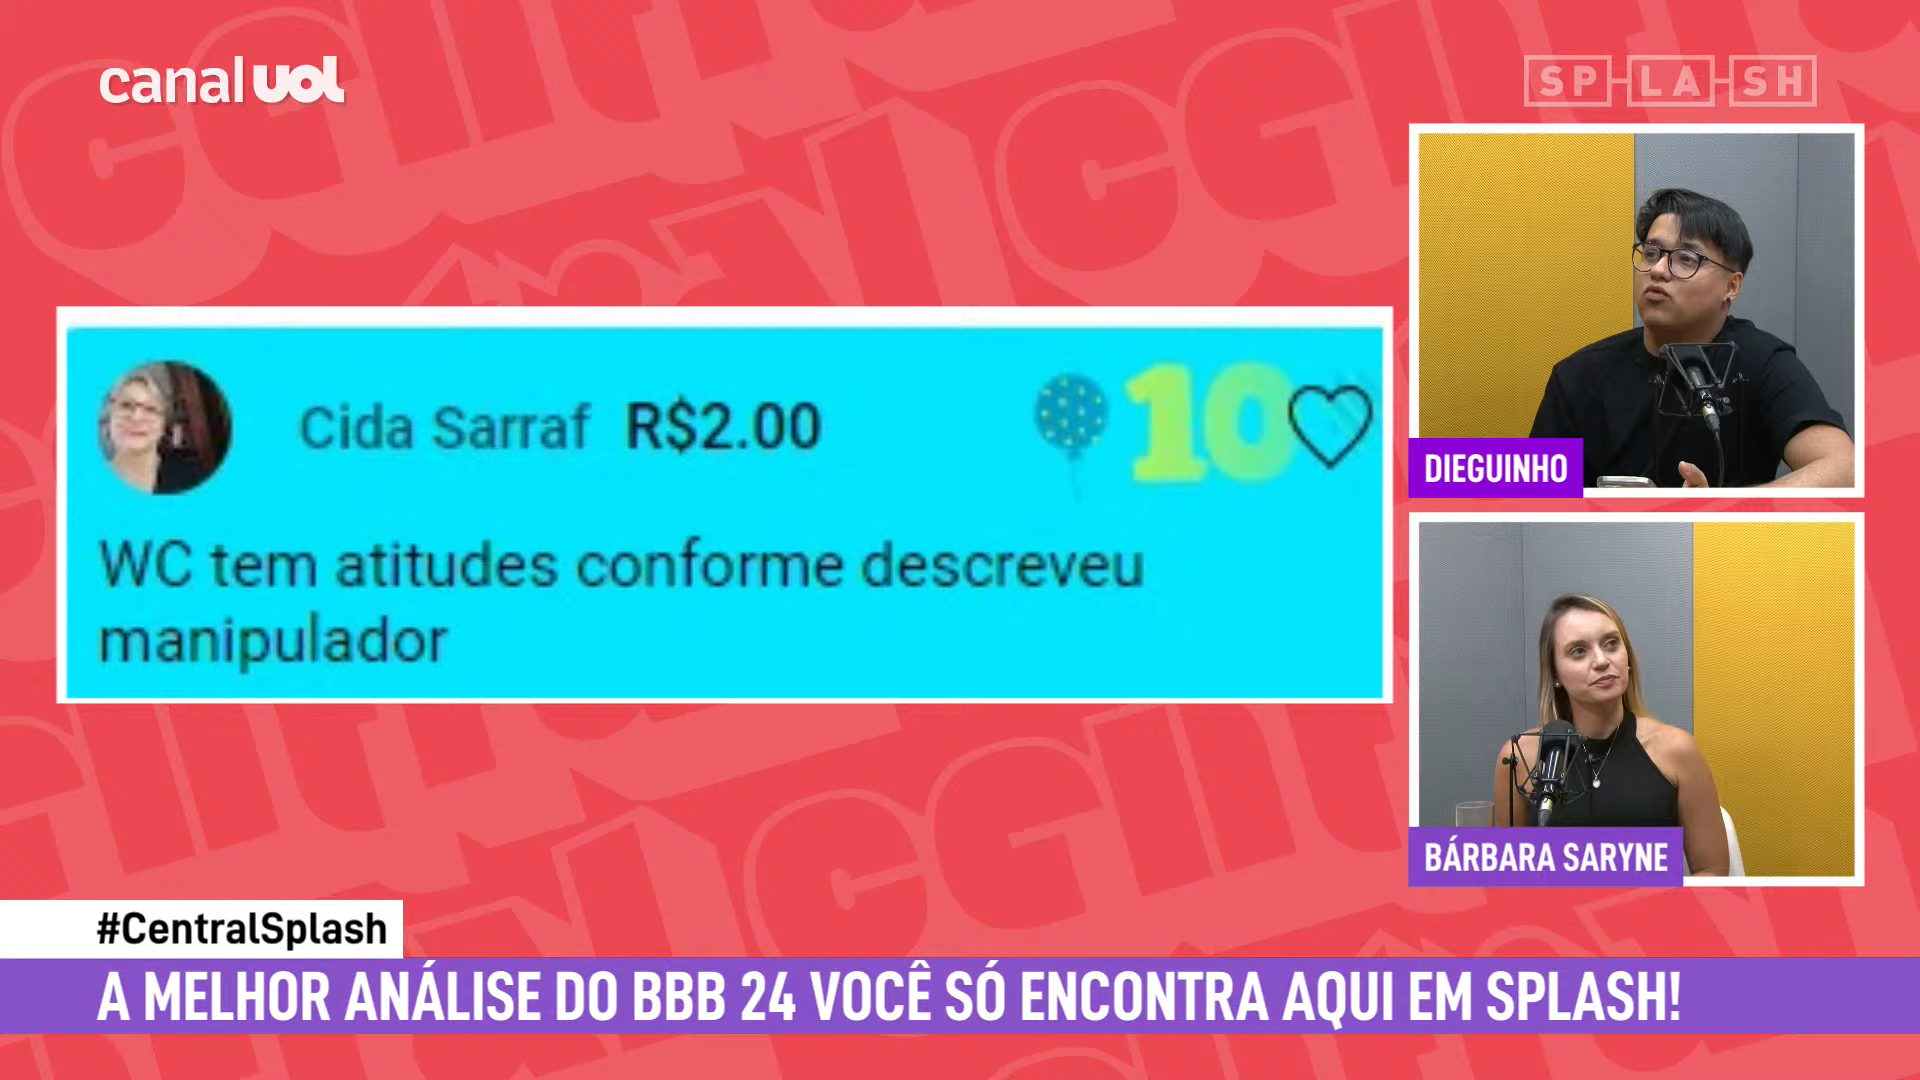 canal UOL
SPLASH
Cida Sarraf R$2.00
10
WC tem atitudes conforme descreveu
manipulador
DIEGUINHO
BÁRBARA SARYNE
#CentralSplash
A MELHOR ANÁLISE DO BBB 24 VOCÊ SÓ ENCONTRA AQUI EM SPLASH!